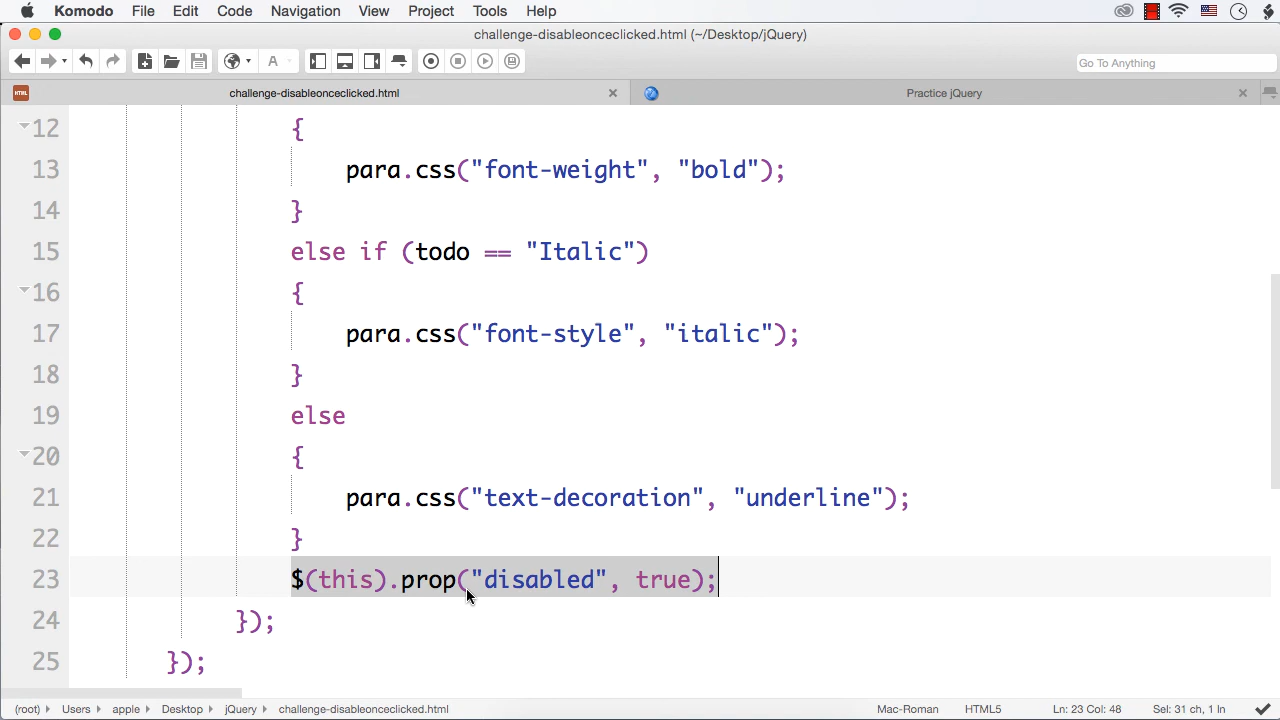 Komodo File Edit Code Navigation View Project Tools Help
challenge-disableonceclicked.html (~/Desktop/jQuery)
A
Go To Anything
HTML challenge-disableonceclicked.html Practice jQuery
12 {
13 para.css("font-weight", "bold");
14 }
15 else if (todo == "Italic")
16 {
17 para.css("font-style", "italic");
18 }
19 else
20 {
21 para.css("text-decoration", "underline");
22 }
23 $(this).prop("disabled", true);
24 });
25 });
(root) Users apple Desktop jQuery challenge-disableonceclicked.html Mac-Roman HTML5 Ln: 23 Col: 48 Sel: 31 ch, 1 ln